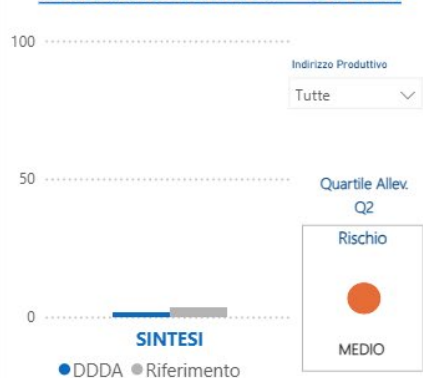 100
Indirizzo Produttivo
Tutte
50
Quartile Allev.
Q2
Rischio
0
MEDIO
SINTESI
DDDA Riferimento